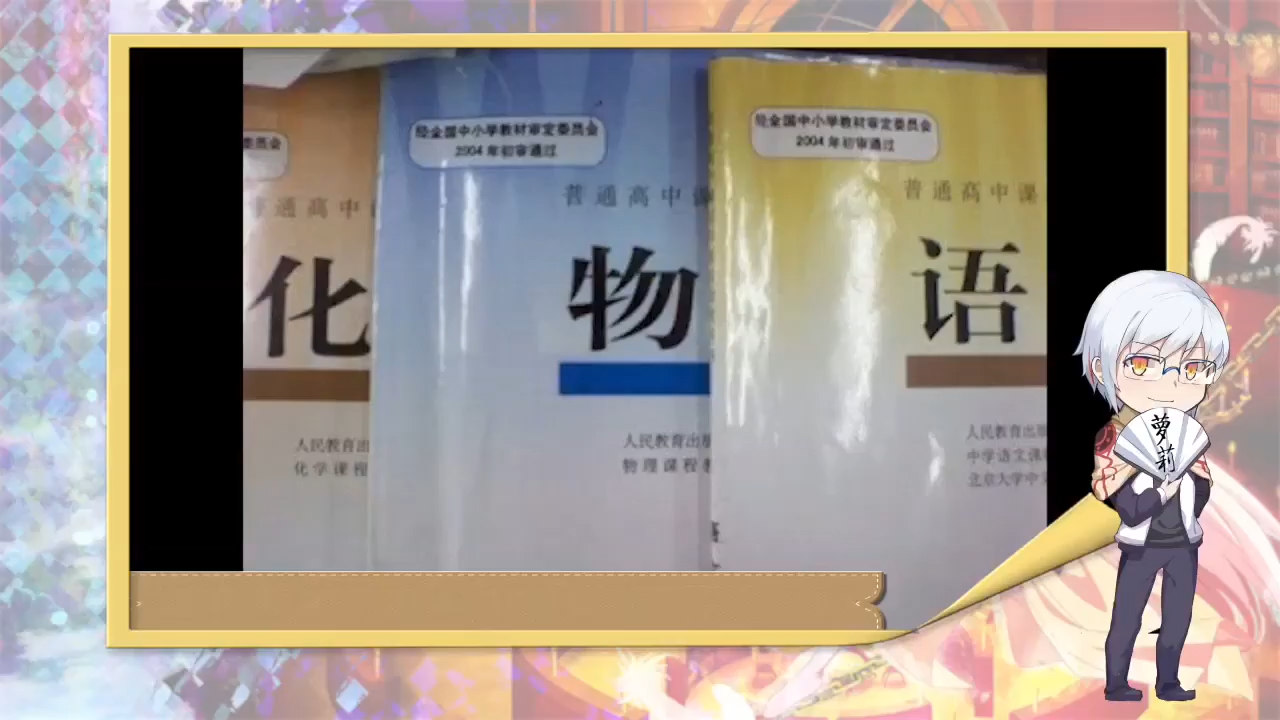 委员会
普通高中
化
人民教育出
化学课程
经全国中小学教材审定委员会
2004年初审通过
普通高中课
物
人民教育出版
物理课程
经全国中小学教材审定委员会
2004年初审通过
普通高中课
语
人民教育出版
中学语文课
北京大学中文
萝
莉